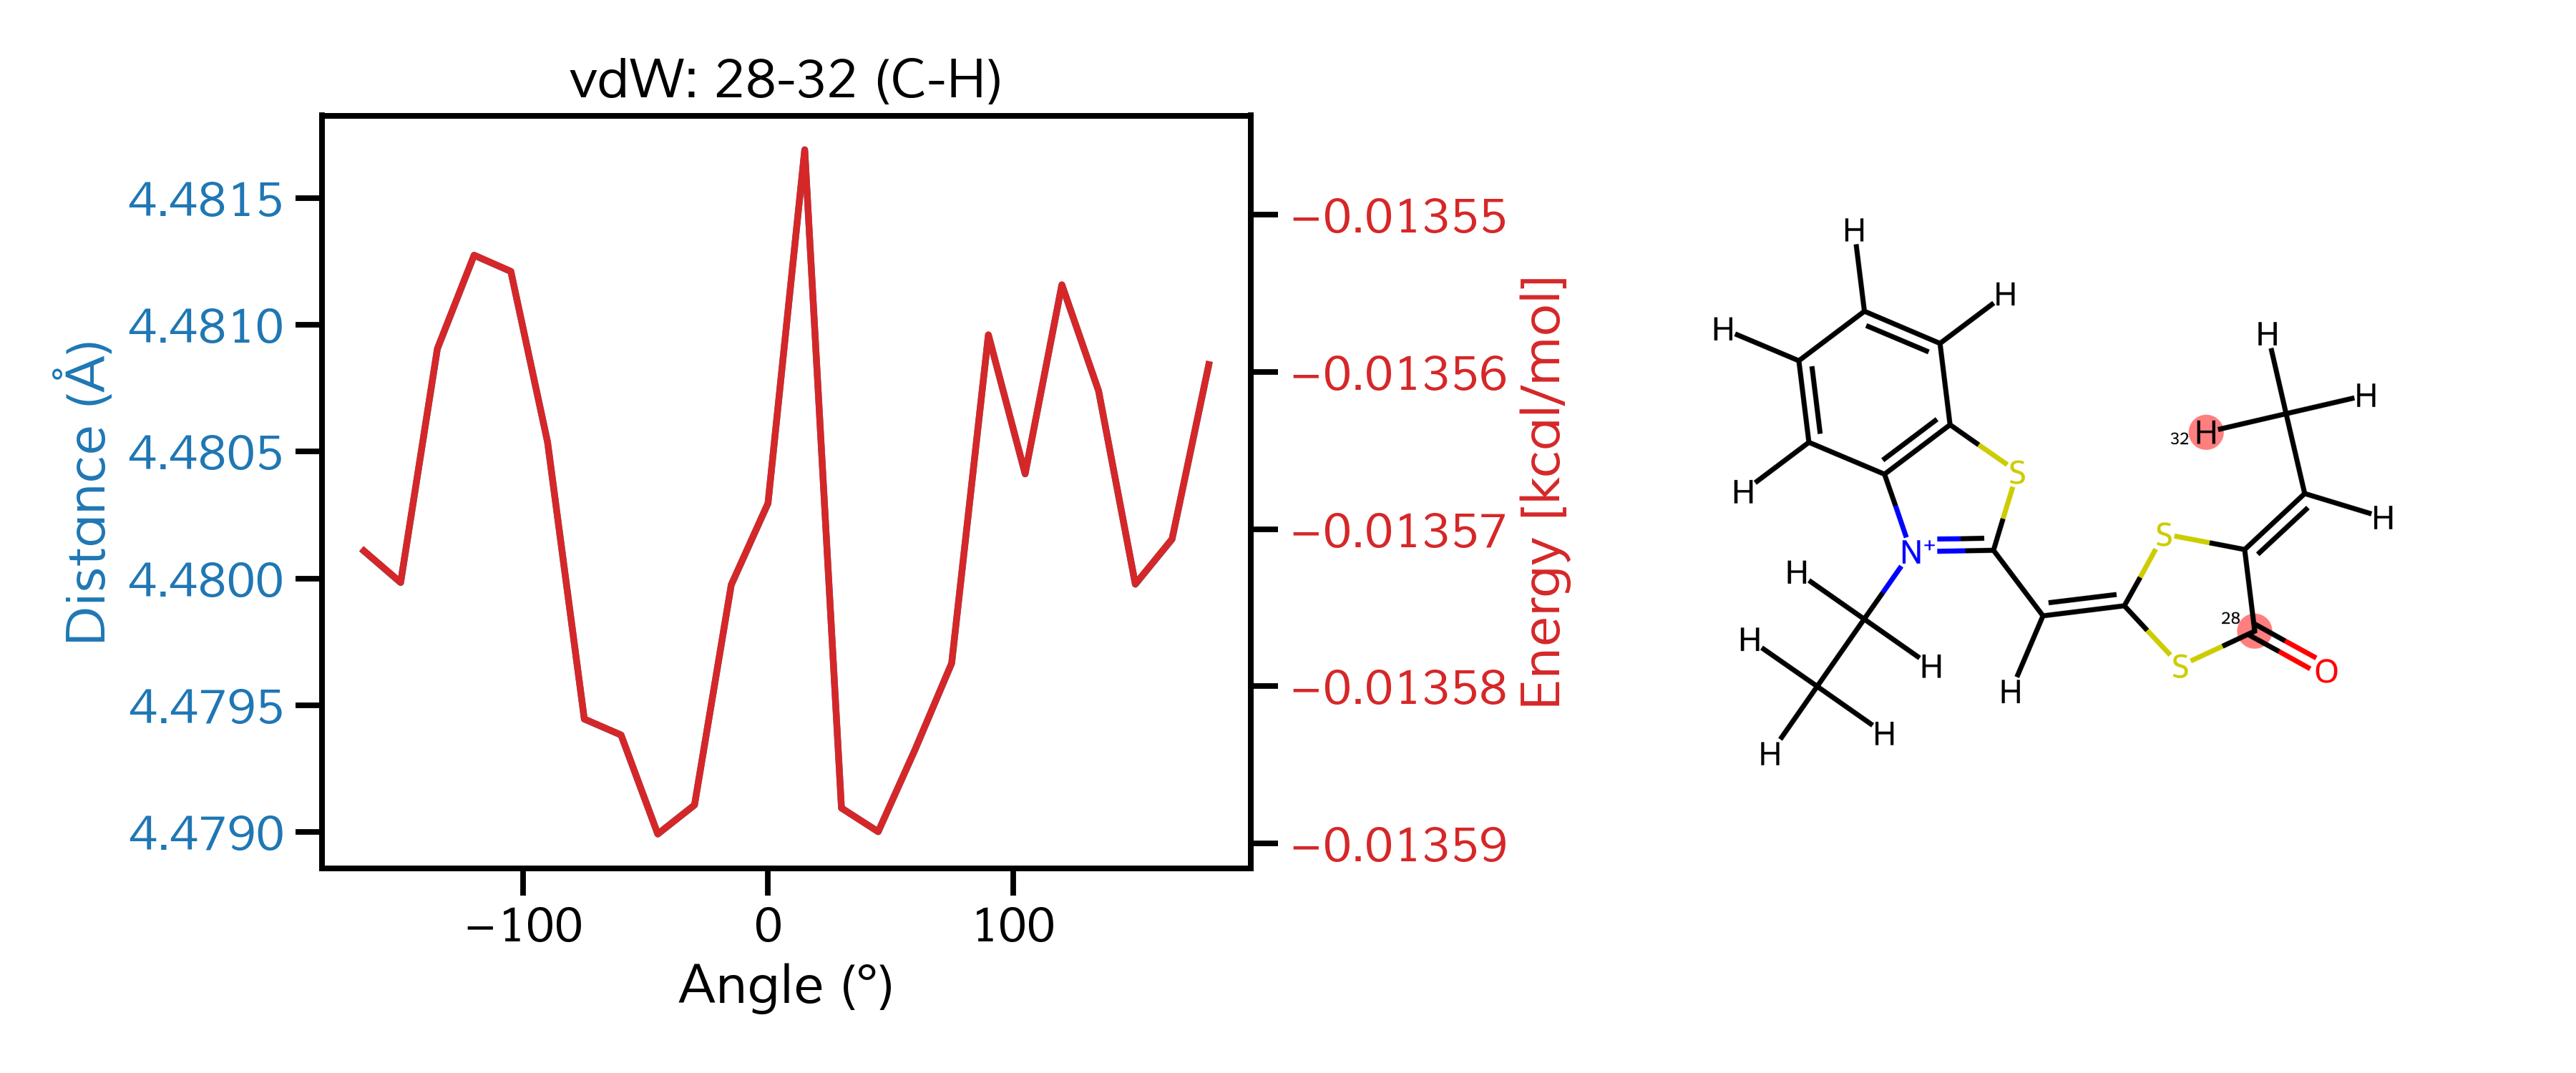 vdW: 28-32 (C-H)
4.4815
4.4810
4.4805
4.4800
4.4795
4.4790
Distance (Å)
−0.01355
−0.01356
−0.01357
−0.01358
−0.01359
Energy [kcal/mol]
−100 0 100
Angle (°)
H
H
H
H
H
H
32 H
S
H
S
N+
H
28
H
H
S
O
H
H
H